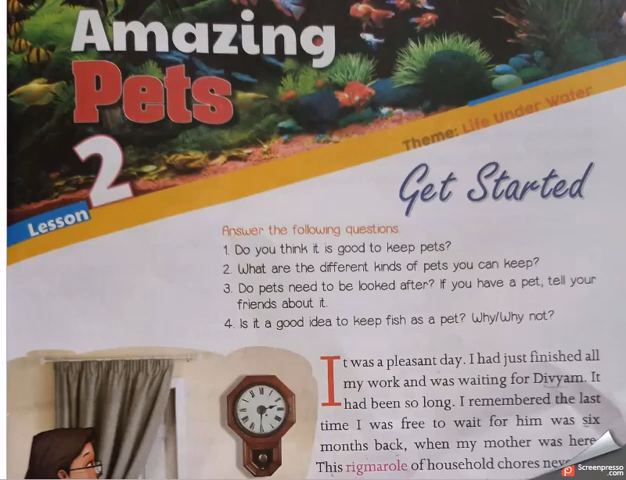 Amazing
Pets
2
Lesson
Theme: Life Under Water
Get Started
Answer the following questions.
1. Do you think it is good to keep pets?
2. What are the different kinds of pets you can keep?
3. Do pets need to be looked after? If you have a pet, tell your
friends about it.
4. Is it a good idea to keep fish as a pet? Why/Why not?
It was a pleasant day. I had just finished all
my work and was waiting for Divyam. It
had been so long. I remembered the last
time I was free to wait for him was six
months back, when my mother was here.
This rigmarole of household chores
Screenpresso
.com